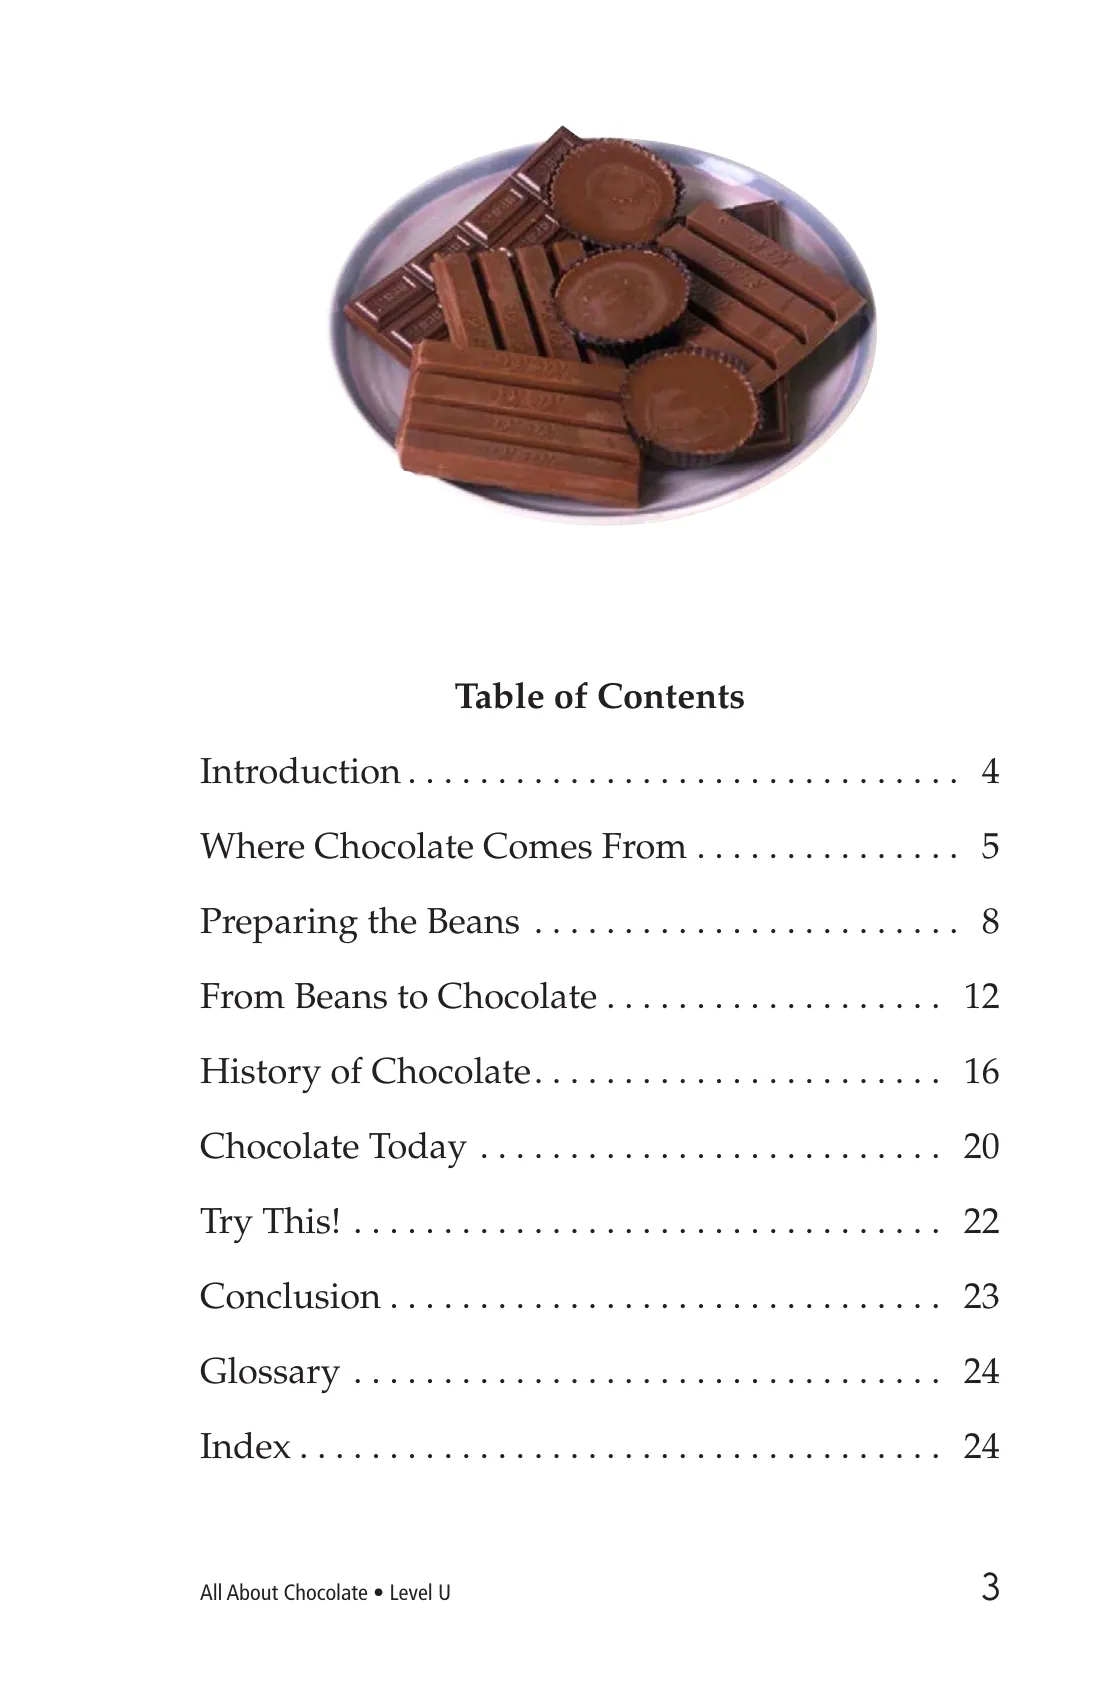 Table of Contents
Introduction . . . . . . . . . . . . . . . . . . . . . . . . . . . . . . . 4
Where Chocolate Comes From . . . . . . . . . . . . . . . 5
Preparing the Beans . . . . . . . . . . . . . . . . . . . . . . . . 8
From Beans to Chocolate . . . . . . . . . . . . . . . . . . . 12
History of Chocolate . . . . . . . . . . . . . . . . . . . . . . . 16
Chocolate Today . . . . . . . . . . . . . . . . . . . . . . . . . . 20
Try This! . . . . . . . . . . . . . . . . . . . . . . . . . . . . . . . . . 22
Conclusion . . . . . . . . . . . . . . . . . . . . . . . . . . . . . . . 23
Glossary . . . . . . . . . . . . . . . . . . . . . . . . . . . . . . . . . 24
Index . . . . . . . . . . . . . . . . . . . . . . . . . . . . . . . . . . . . 24
All About Chocolate • Level U 3